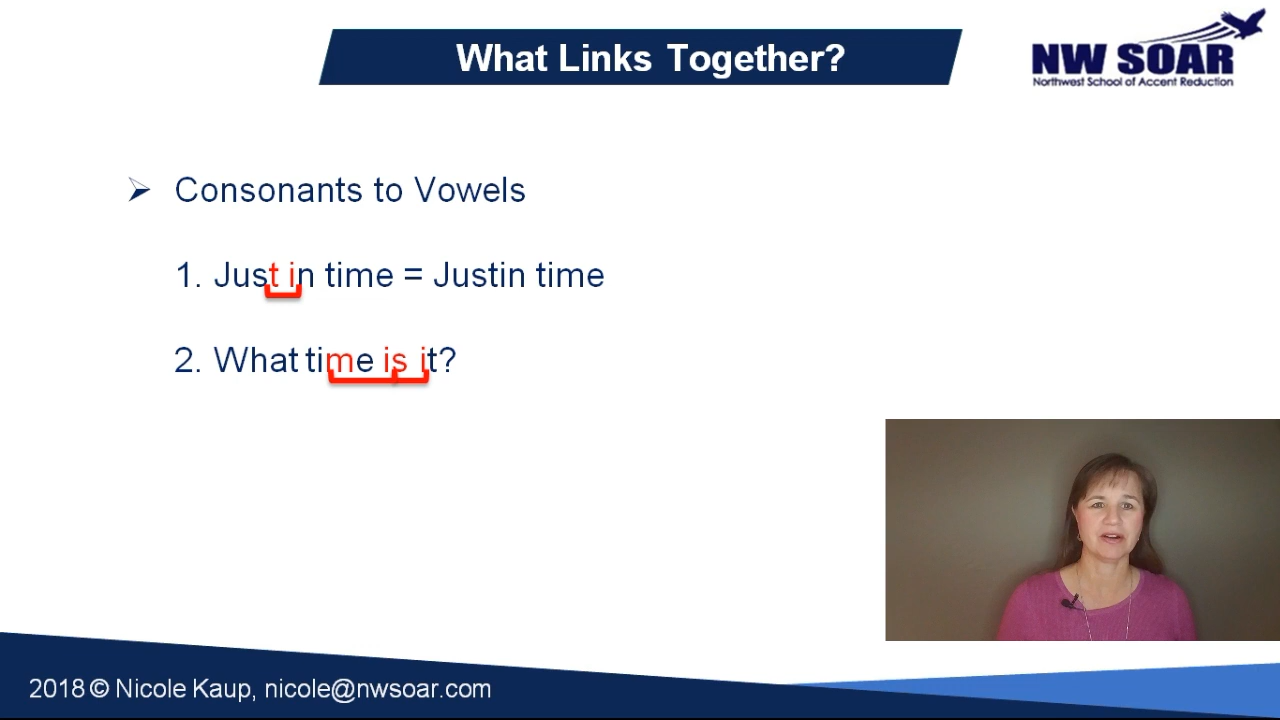 What Links Together?
NW SOAR
Northwest School of Accent Reduction
Consonants to Vowels
1. Just in time = Justin time
2. What time is it?
2018 © Nicole Kaup, nicole@nwsoar.com